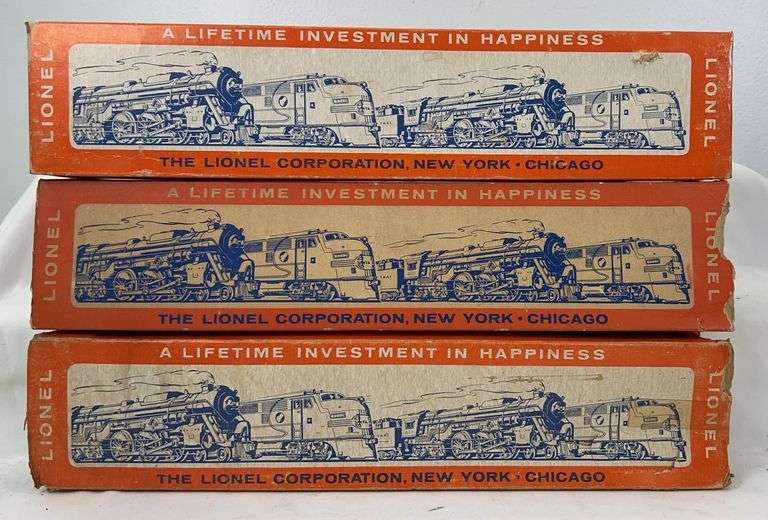 A LIFETIME INVESTMENT IN HAPPINESS
LIONEL
LIONEL
THE LIONEL CORPORATION, NEW YORK • CHICAGO
A LIFETIME INVESTMENT IN HAPPINESS
LIONEL
LIONEL
THE LIONEL CORPORATION, NEW YORK • CHICAGO
A LIFETIME INVESTMENT IN HAPPINESS
LIONEL
LIONEL
THE LIONEL CORPORATION, NEW YORK • CHICAGO